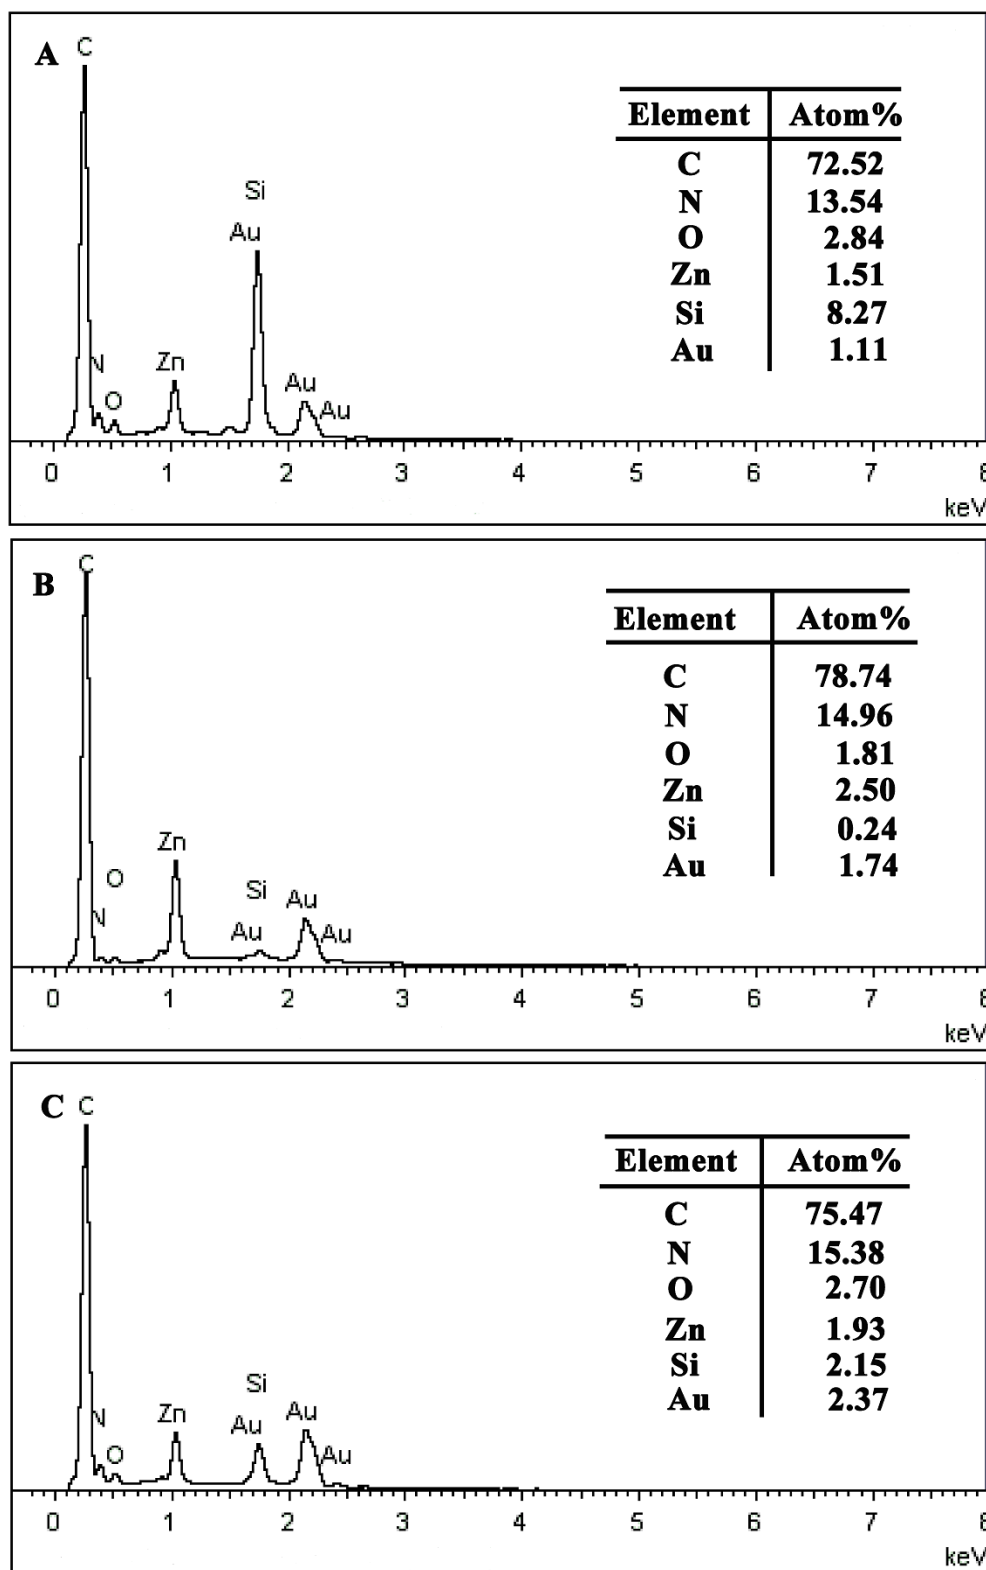 A
C
Si
Au
N
O
Zn
Au
Au
Element Atom%
C 72.52
N 13.54
O 2.84
Zn 1.51
Si 8.27
Au 1.11
0 1 2 3 4 5 6 7 8
keV
B
C
O
N
Zn
Si
Au
Au
Au
Element Atom%
C 78.74
N 14.96
O 1.81
Zn 2.50
Si 0.24
Au 1.74
0 1 2 3 4 5 6 7 8
keV
C
C
N
O
Zn
Si
Au
Au
Au
Element Atom%
C 75.47
N 15.38
O 2.70
Zn 1.93
Si 2.15
Au 2.37
0 1 2 3 4 5 6 7 8
keV